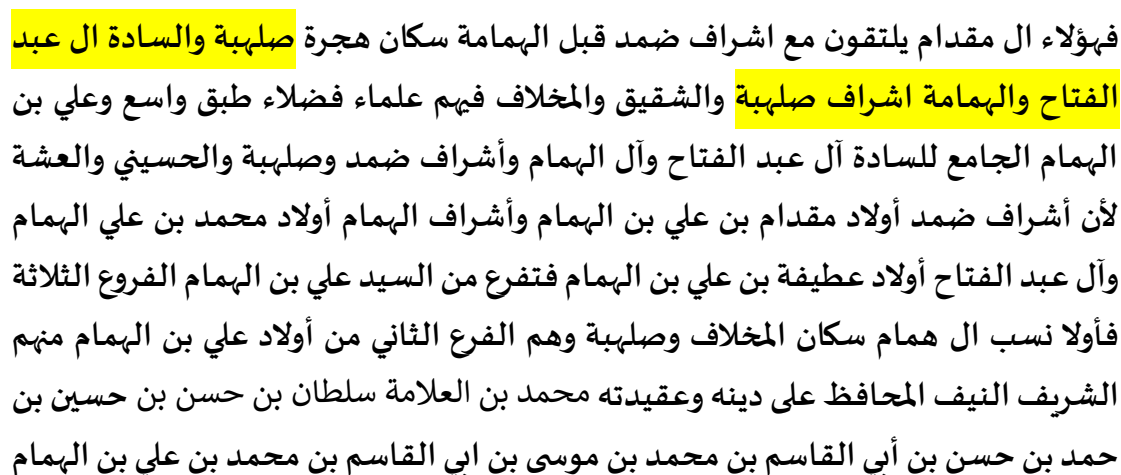 فهؤلاء ال مقدام يلتقون مع اشراف ضمد قبل الهمامة سكان هجرة صلهبة والسادة ال عبد
الفتاح والهمامة اشراف صلهبة والشقيق والمخلاف فيهم علماء فضلاء طبق واسع وعلي بن
الهمام الجامع للسادة آل عبد الفتاح وآل الهمام وأشراف ضمد وصلهبة والحسيني والعشة
لأن أشراف ضمد أولاد مقدام بن علي بن الهمام وأشراف الهمام أولاد محمد بن علي الهمام
وآل عبد الفتاح أولاد عطيفة بن علي بن الهمام فتفرع من السيد علي بن الهمام الفروع الثلاثة
فأولا نسب ال همام سكان المخلاف وصلهبة وهم الفرع الثاني من أولاد علي بن الهمام منهم
الشريف النيف المحافظ على دينه وعقيدته محمد بن العلامة سلطان بن حسن بن حسين بن
حمد بن حسن بن أبي القاسم بن محمد بن موسى بن ابي القاسم بن محمد بن علي بن الهمام